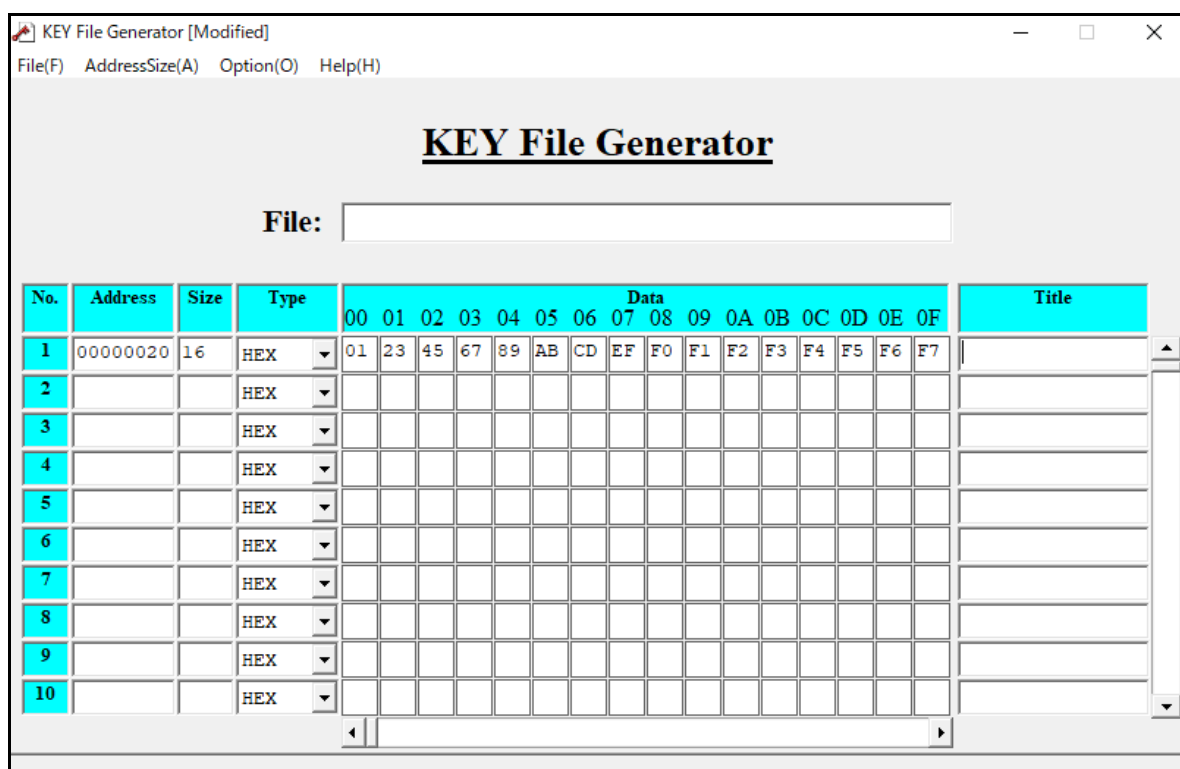 KEY File Generator [Modified]
File(F) AddressSize(A) Option(O) Help(H)
KEY File Generator
File:
No. Address Size Type Data Title
00 01 02 03 04 05 06 07 08 09 0A 0B 0C 0D 0E 0F
1 00000020 16 HEX 01 23 45 67 89 AB CD EF F0 F1 F2 F3 F4 F5 F6 F7
2 HEX
3 HEX
4 HEX
5 HEX
6 HEX
7 HEX
8 HEX
9 HEX
10 HEX